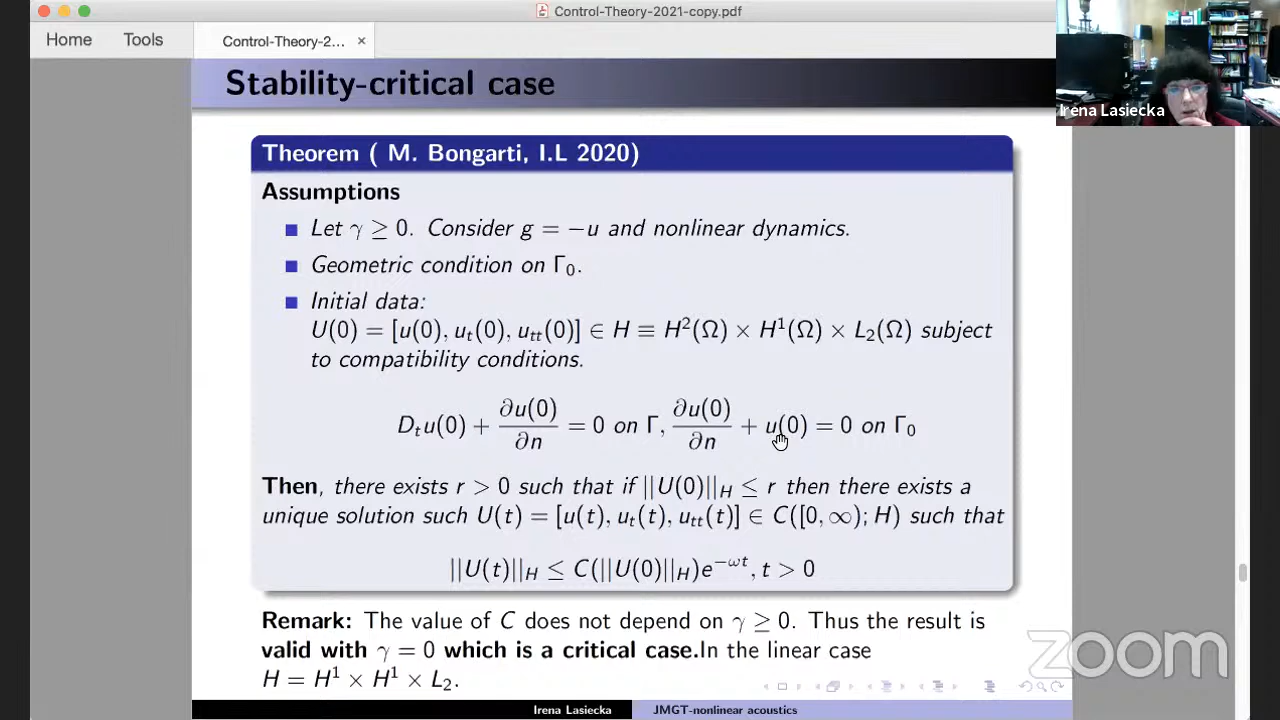 Control-Theory-2021-copy.pdf
Home Tools Control-Theory-2... ×
Stability-critical case
Irena Lasiecka
Theorem ( M. Bongarti, I.L 2020)
Assumptions
Let γ ≥ 0. Consider g = −u and nonlinear dynamics.
Geometric condition on Γ₀.
Initial data:
U(0) = [u(0), uₜ(0), uₜₜ(0)] ∈ H ≡ H²(Ω) × H¹(Ω) × L₂(Ω) subject
to compatibility conditions.
Dₜu(0) + ∂u(0)/∂n = 0 on Γ, ∂u(0)/∂n + u(0) = 0 on Γ₀
Then, there exists r > 0 such that if ||U(0)||_H ≤ r then there exists a
unique solution such U(t) = [u(t), uₜ(t), uₜₜ(t)] ∈ C([0, ∞); H) such that
||U(t)||_H ≤ C(||U(0)||_H)e^{−ωt}, t > 0
Remark: The value of C does not depend on γ ≥ 0. Thus the result is
valid with γ = 0 which is a critical case.In the linear case
H = H¹ × H¹ × L₂.
zoom
Irena Lasiecka JMGT-nonlinear acoustics